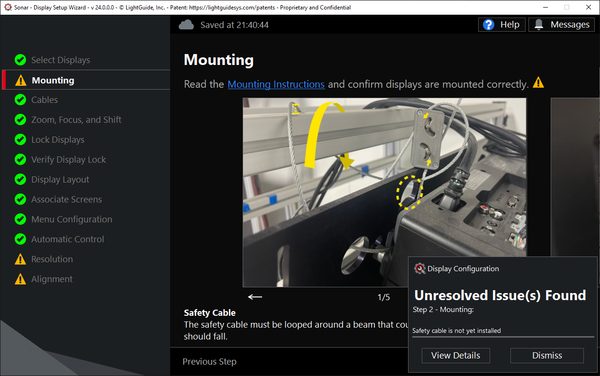 Sonar - Display Setup Wizard - v 24.0.0.0 - © LightGuide, Inc. - Patent: https://lightguidesys.com/patents - Proprietary and Confidential
Saved at 21:40:44
Help
Messages
Select Displays
Mounting
Cables
Zoom, Focus, and Shift
Lock Displays
Verify Display Lock
Display Layout
Associate Screens
Menu Configuration
Automatic Control
Resolution
Alignment
Mounting
Read the Mounting Instructions and confirm displays are mounted correctly.
1/5
Safety Cable
The safety cable must be looped around a beam that
should fall.
Previous Step
Display Configuration
Unresolved Issue(s) Found
Step 2 - Mounting:
Safety cable is not yet installed
View Details
Dismiss